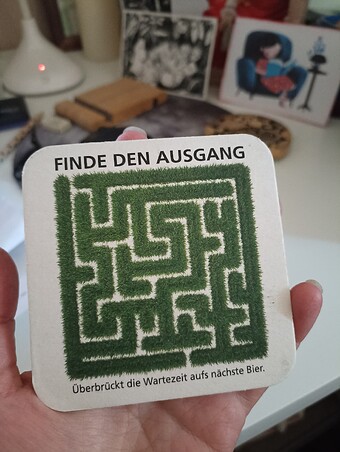 FINDE DEN AUSGANG
Überbrückt die Wartezeit aufs nächste Bier.